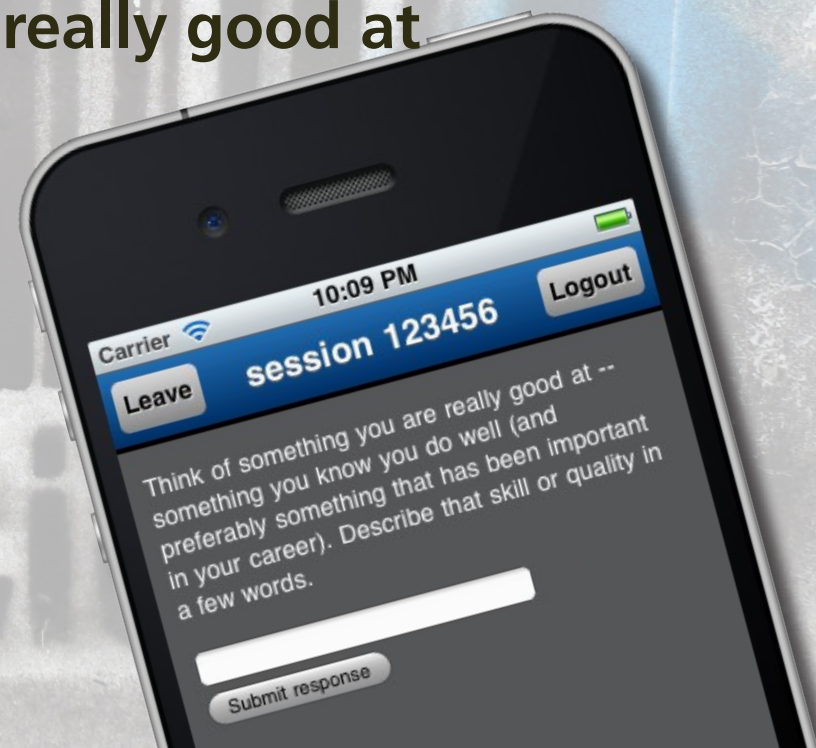 really good at
10:09 PM
Carrier
Leave
session 123456
Logout
Think of something you are really good at --
something you know you do well (and
preferably something that has been important
in your career). Describe that skill or quality in
a few words.
Submit response